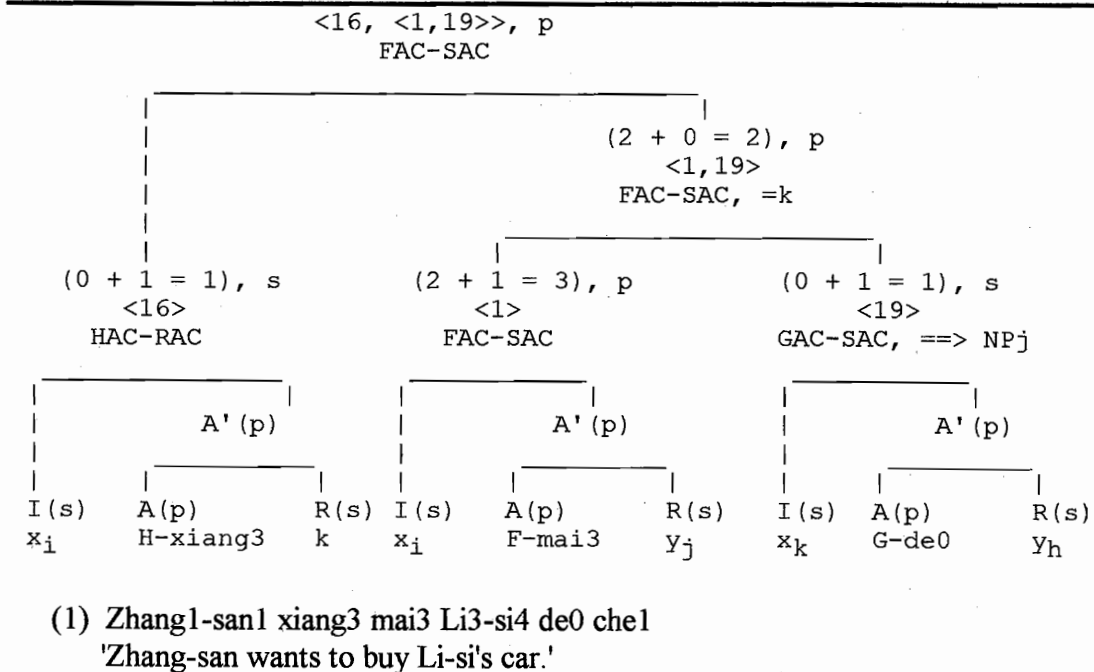 <16, <1,19>>, p
FAC-SAC
(2 + 0 = 2), p
<1,19>
FAC-SAC, =k
(0 + 1 = 1), s (2 + 1 = 3), p (0 + 1 = 1), s
<16> <1> <19>
HAC-RAC FAC-SAC GAC-SAC, ==> NPj
A'(p) A'(p) A'(p)
I(s) A(p) R(s) I(s) A(p) R(s) I(s) A(p) R(s)
xi H-xiang3 k xi F-mai3 yj xk G-de0 yh
(1) Zhang1-san1 xiang3 mai3 Li3-si4 de0 che1
'Zhang-san wants to buy Li-si's car.'